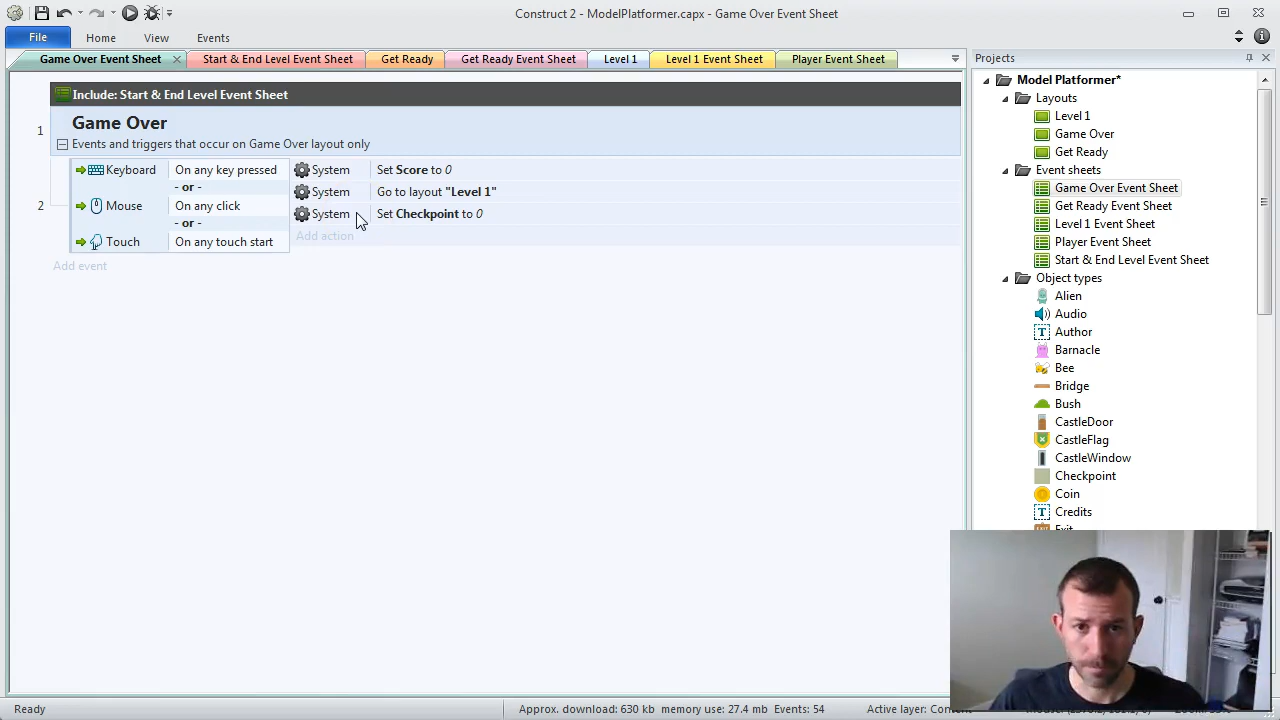 Construct 2 - ModelPlatformer.capx - Game Over Event Sheet
File Home View Events
Game Over Event Sheet Start & End Level Event Sheet Get Ready Get Ready Event Sheet Level 1 Level 1 Event Sheet Player Event Sheet
Projects
Include: Start & End Level Event Sheet
1 Game Over
Events and triggers that occur on Game Over layout only
2
Keyboard On any key pressed System Set Score to 0
- or -
System Go to layout "Level 1"
Mouse On any click System Set Checkpoint to 0
- or -
Add action
Touch On any touch start
Add event
Model Platformer*
Layouts
Level 1
Game Over
Get Ready
Event sheets
Game Over Event Sheet
Get Ready Event Sheet
Level 1 Event Sheet
Player Event Sheet
Start & End Level Event Sheet
Object types
Alien
Audio
Author
Barnacle
Bee
Bridge
Bush
CastleDoor
CastleFlag
CastleWindow
Checkpoint
Coin
Credits
Exit
Ready
Approx. download: 630 kb memory use: 27.4 mb Events: 54 Active layer: